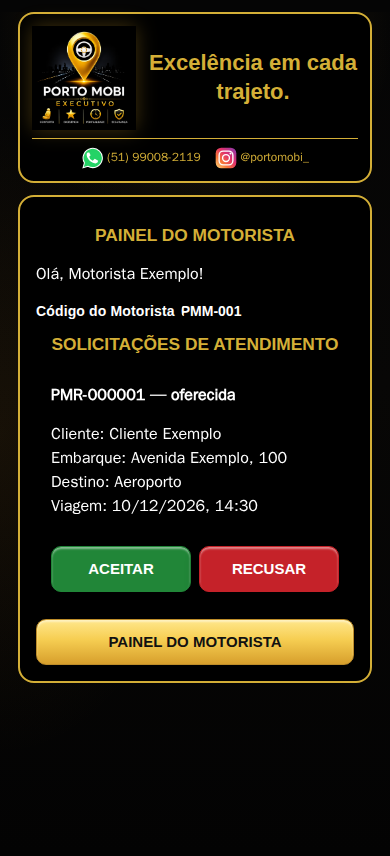 PORTO MOBI
EXECUTIVO
Excelência em cada
trajeto.
(51) 99008-2119 @portomobi_
PAINEL DO MOTORISTA
Olá, Motorista Exemplo!
Código do Motorista PMM-001
SOLICITAÇÕES DE ATENDIMENTO
PMR-000001 — oferecida
Cliente: Cliente Exemplo
Embarque: Avenida Exemplo, 100
Destino: Aeroporto
Viagem: 10/12/2026, 14:30
ACEITAR RECUSAR
PAINEL DO MOTORISTA